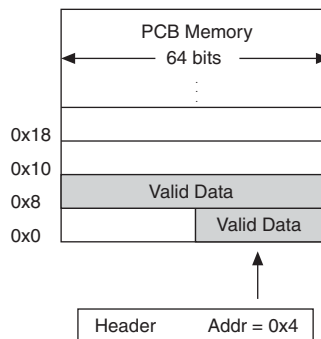 PCB Memory
64 bits
0x18
0x10
Valid Data
0x8
Valid Data
0x0
Header Addr = 0x4